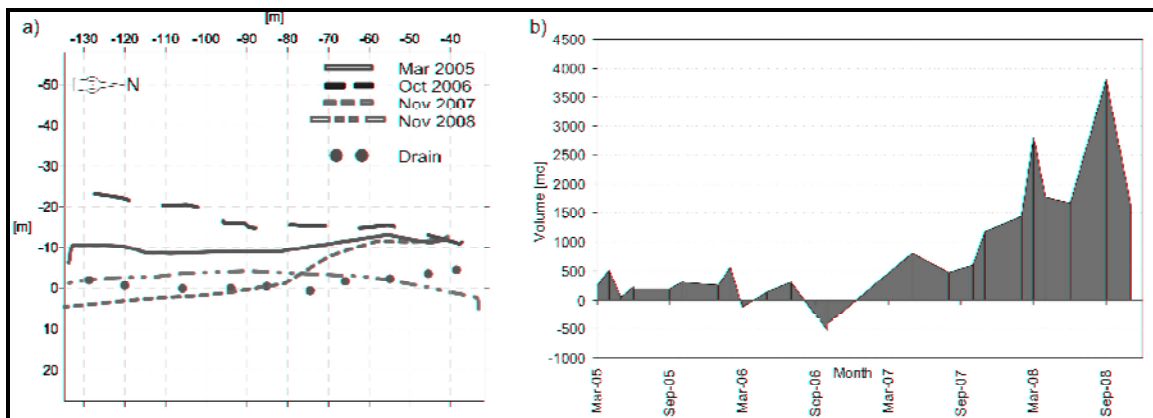 a)
[m]
-130 -120 -110 -100 -90 -80 -70 -60 -50 -40
N
Mar 2005
Oct 2006
Nov 2007
Nov 2008
Drain
-50
-40
-30
-20
[m]
-10
0
10
20
b)
Volume [mc]
4500
4000
3500
3000
2500
2000
1500
1000
500
0
-500
-1000
Month
Mar-05
Sep-05
Mar-06
Sep-06
Mar-07
Sep-07
Mar-08
Sep-08